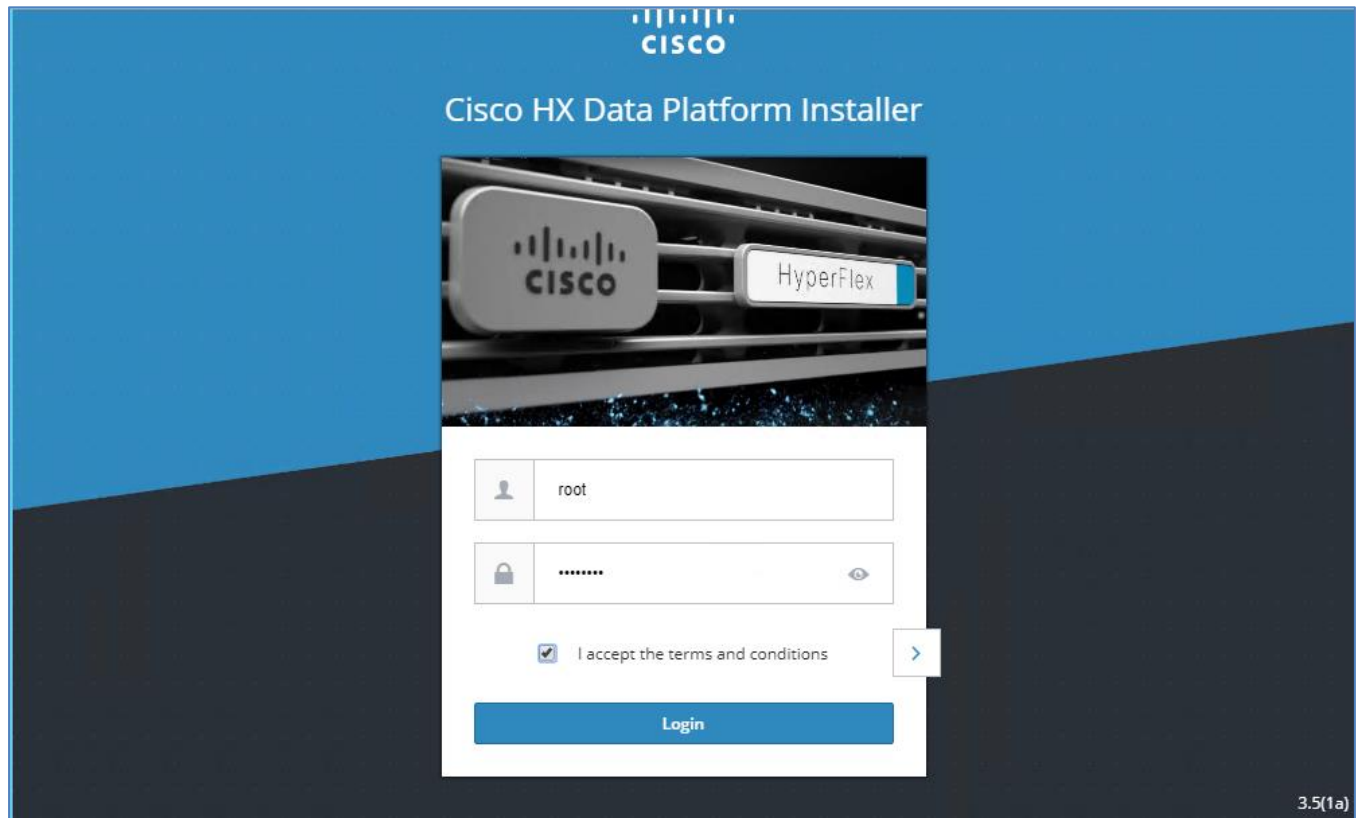 CISCO
Cisco HX Data Platform Installer
CISCO
HyperFlex
root
I accept the terms and conditions
Login
3.5(1a)